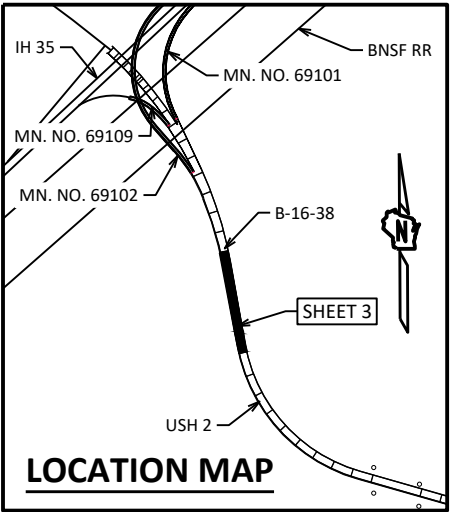 IH 35
BNSF RR
MN. NO. 69101
MN. NO. 69109
MN. NO. 69102
B-16-38
N
SHEET 3
USH 2
LOCATION MAP